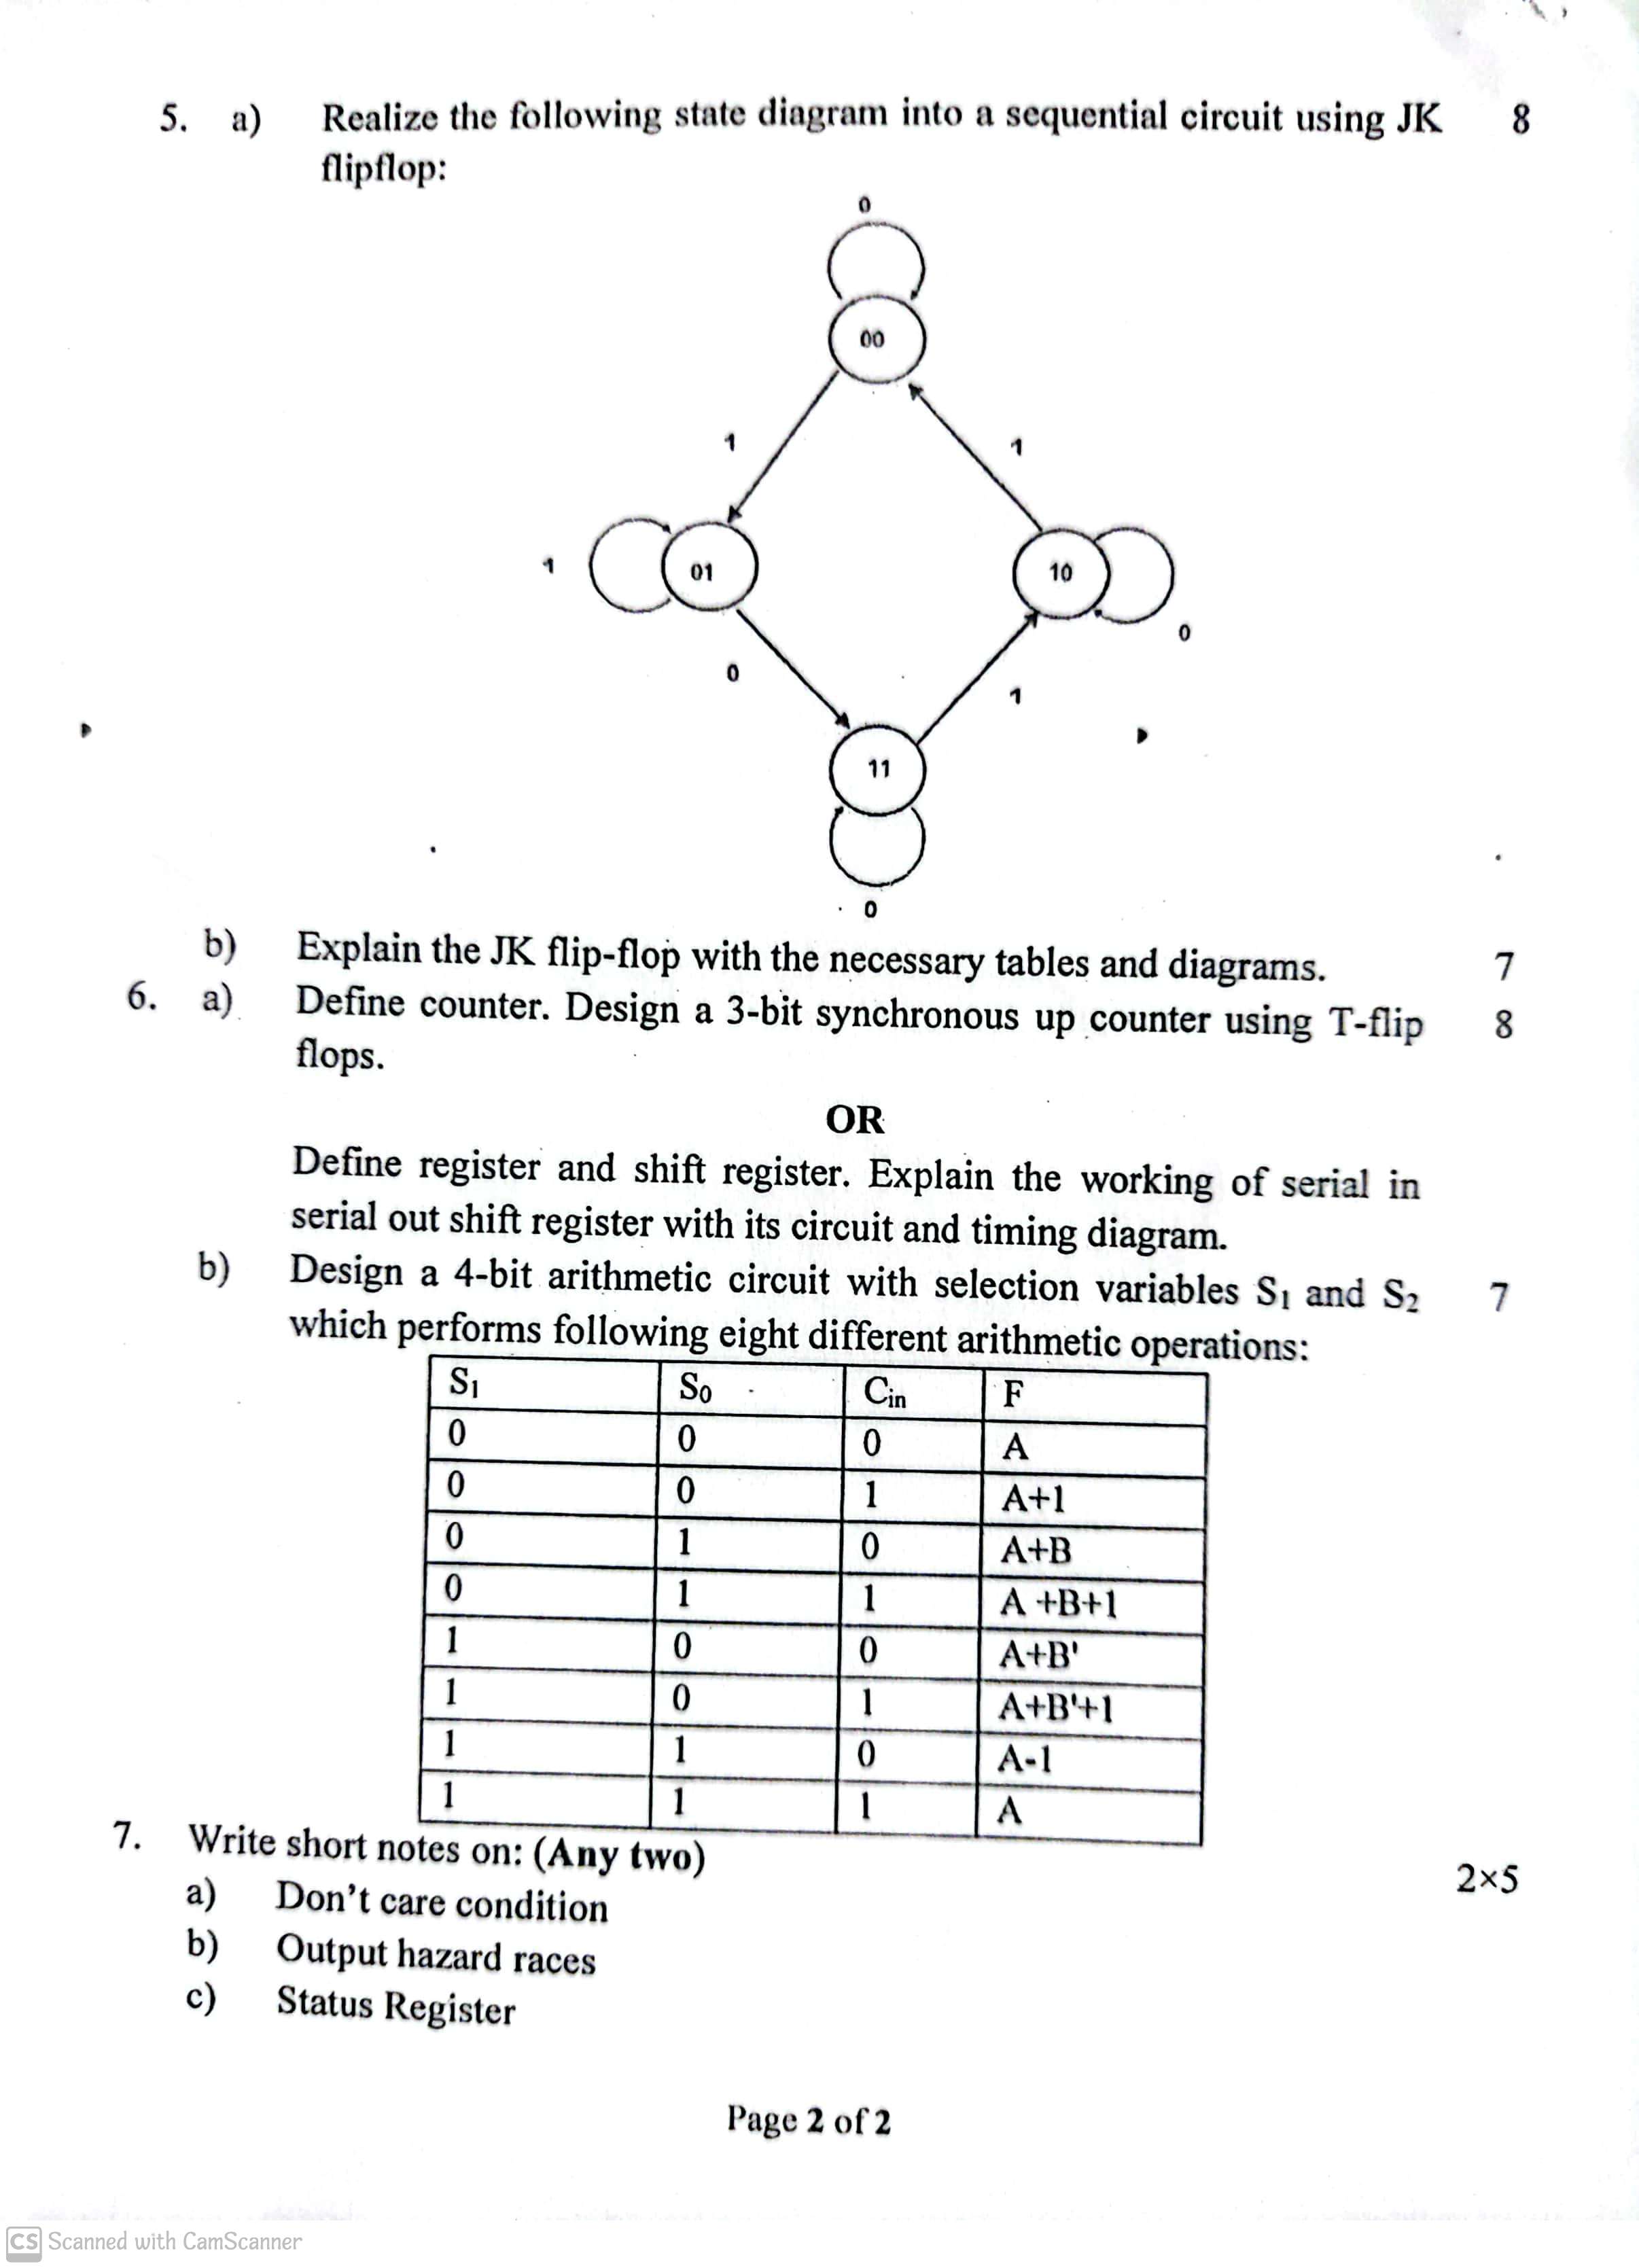 5. a) Realize the following state diagram into a sequential circuit using JK 8
flipflop:
0
00
1 1
1 01 10
0
0 1
11
0
b) Explain the JK flip-flop with the necessary tables and diagrams. 7
6. a) Define counter. Design a 3-bit synchronous up counter using T-flip 8
flops.
OR
Define register and shift register. Explain the working of serial in
serial out shift register with its circuit and timing diagram.
b) Design a 4-bit arithmetic circuit with selection variables S₁ and S₂ 7
which performs following eight different arithmetic operations:
S₁ S₀ Cin F
0 0 0 A
0 0 1 A+1
0 1 0 A+B
0 1 1 A +B+1
1 0 0 A+B'
1 0 1 A+B'+1
1 1 0 A-1
1 1 1 A
7. Write short notes on: (Any two) 2×5
a) Don't care condition
b) Output hazard races
c) Status Register
Page 2 of 2
CS Scanned with CamScanner